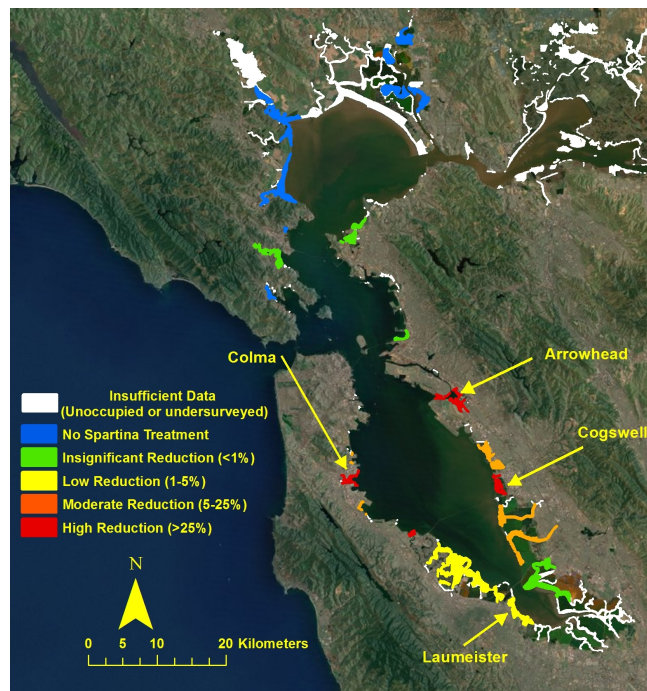 Colma
Arrowhead
Insufficient Data
(Unoccupied or undersurveyed)
No Spartina Treatment
Cogswell
Insignificant Reduction (<1%)
Low Reduction (1-5%)
Moderate Reduction (5-25%)
High Reduction (>25%)
N
0 5 10 20 Kilometers
Laumeister